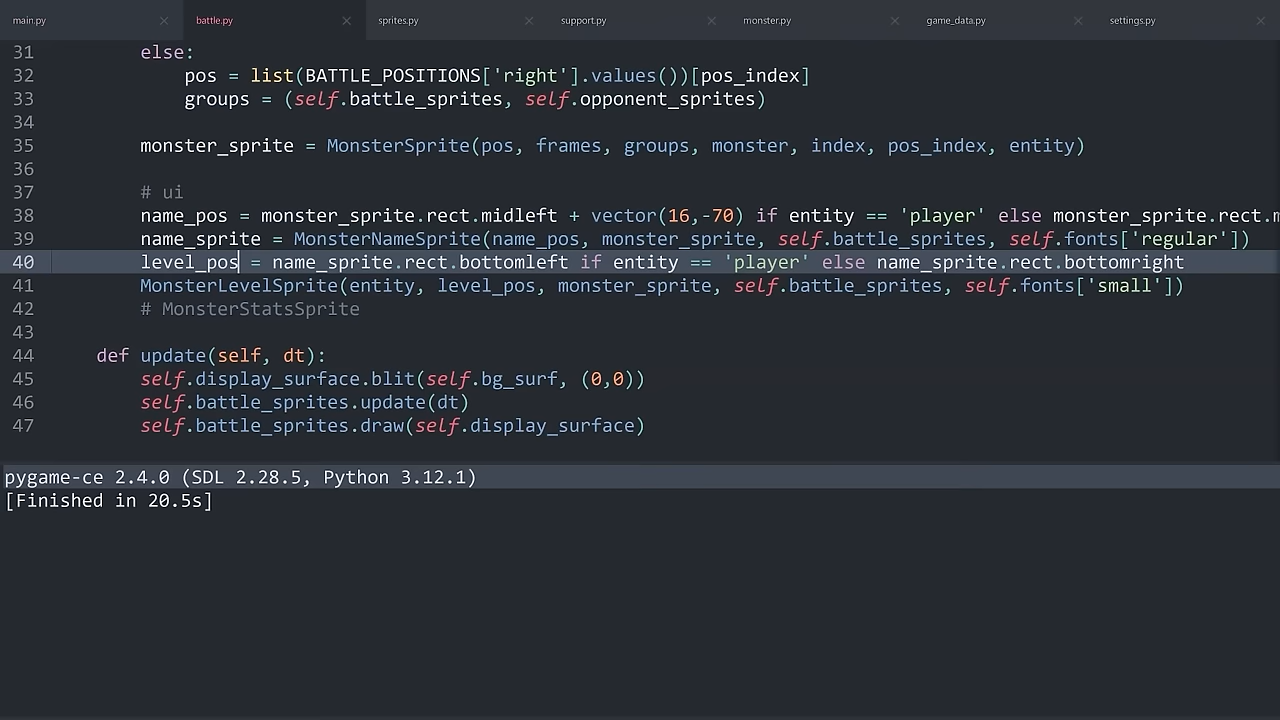 main.py battle.py sprites.py support.py monster.py game_data.py settings.py
31 else:
32 pos = list(BATTLE_POSITIONS['right'].values())[pos_index]
33 groups = (self.battle_sprites, self.opponent_sprites)
34
35 monster_sprite = MonsterSprite(pos, frames, groups, monster, index, pos_index, entity)
36
37 # ui
38 name_pos = monster_sprite.rect.midleft + vector(16,-70) if entity == 'player' else monster_sprite.rect.m
39 name_sprite = MonsterNameSprite(name_pos, monster_sprite, self.battle_sprites, self.fonts['regular'])
40 level_pos = name_sprite.rect.bottomleft if entity == 'player' else name_sprite.rect.bottomright
41 MonsterLevelSprite(entity, level_pos, monster_sprite, self.battle_sprites, self.fonts['small'])
42 # MonsterStatsSprite
43
44 def update(self, dt):
45 self.display_surface.blit(self.bg_surf, (0,0))
46 self.battle_sprites.update(dt)
47 self.battle_sprites.draw(self.display_surface)
pygame-ce 2.4.0 (SDL 2.28.5, Python 3.12.1)
[Finished in 20.5s]